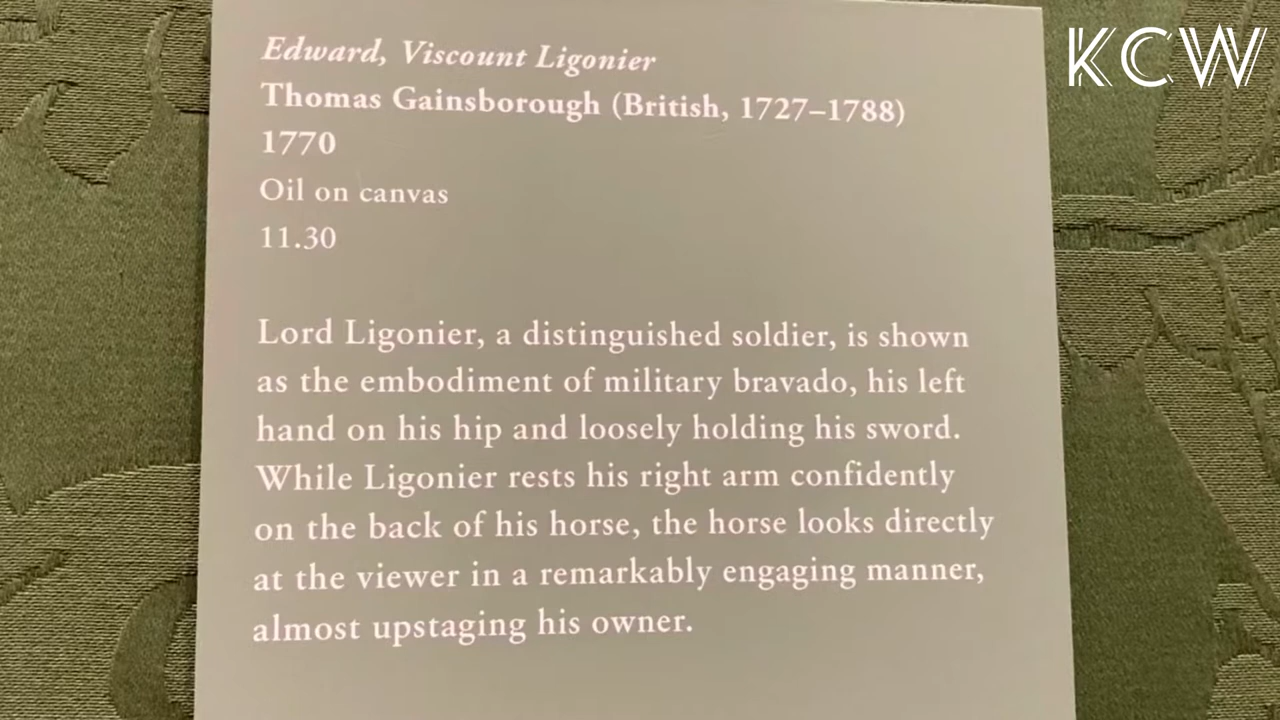 KCW
Edward, Viscount Ligonier
Thomas Gainsborough (British, 1727–1788)
1770
Oil on canvas
11.30
Lord Ligonier, a distinguished soldier, is shown
as the embodiment of military bravado, his left
hand on his hip and loosely holding his sword.
While Ligonier rests his right arm confidently
on the back of his horse, the horse looks directly
at the viewer in a remarkably engaging manner,
almost upstaging his owner.